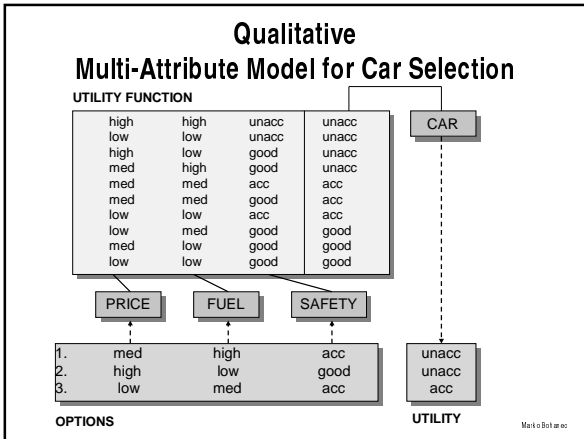 Qualitative
Multi-Attribute Model for Car Selection
UTILITY FUNCTION
high high unacc unacc
low low unacc unacc
high low good unacc
med high good unacc
med med acc acc
med med good acc
low low acc acc
low med good good
med low good good
low low good good
CAR
PRICE FUEL SAFETY
1. med high acc unacc
2. high low good unacc
3. low med acc acc
OPTIONS UTILITY
Marko Bohanec